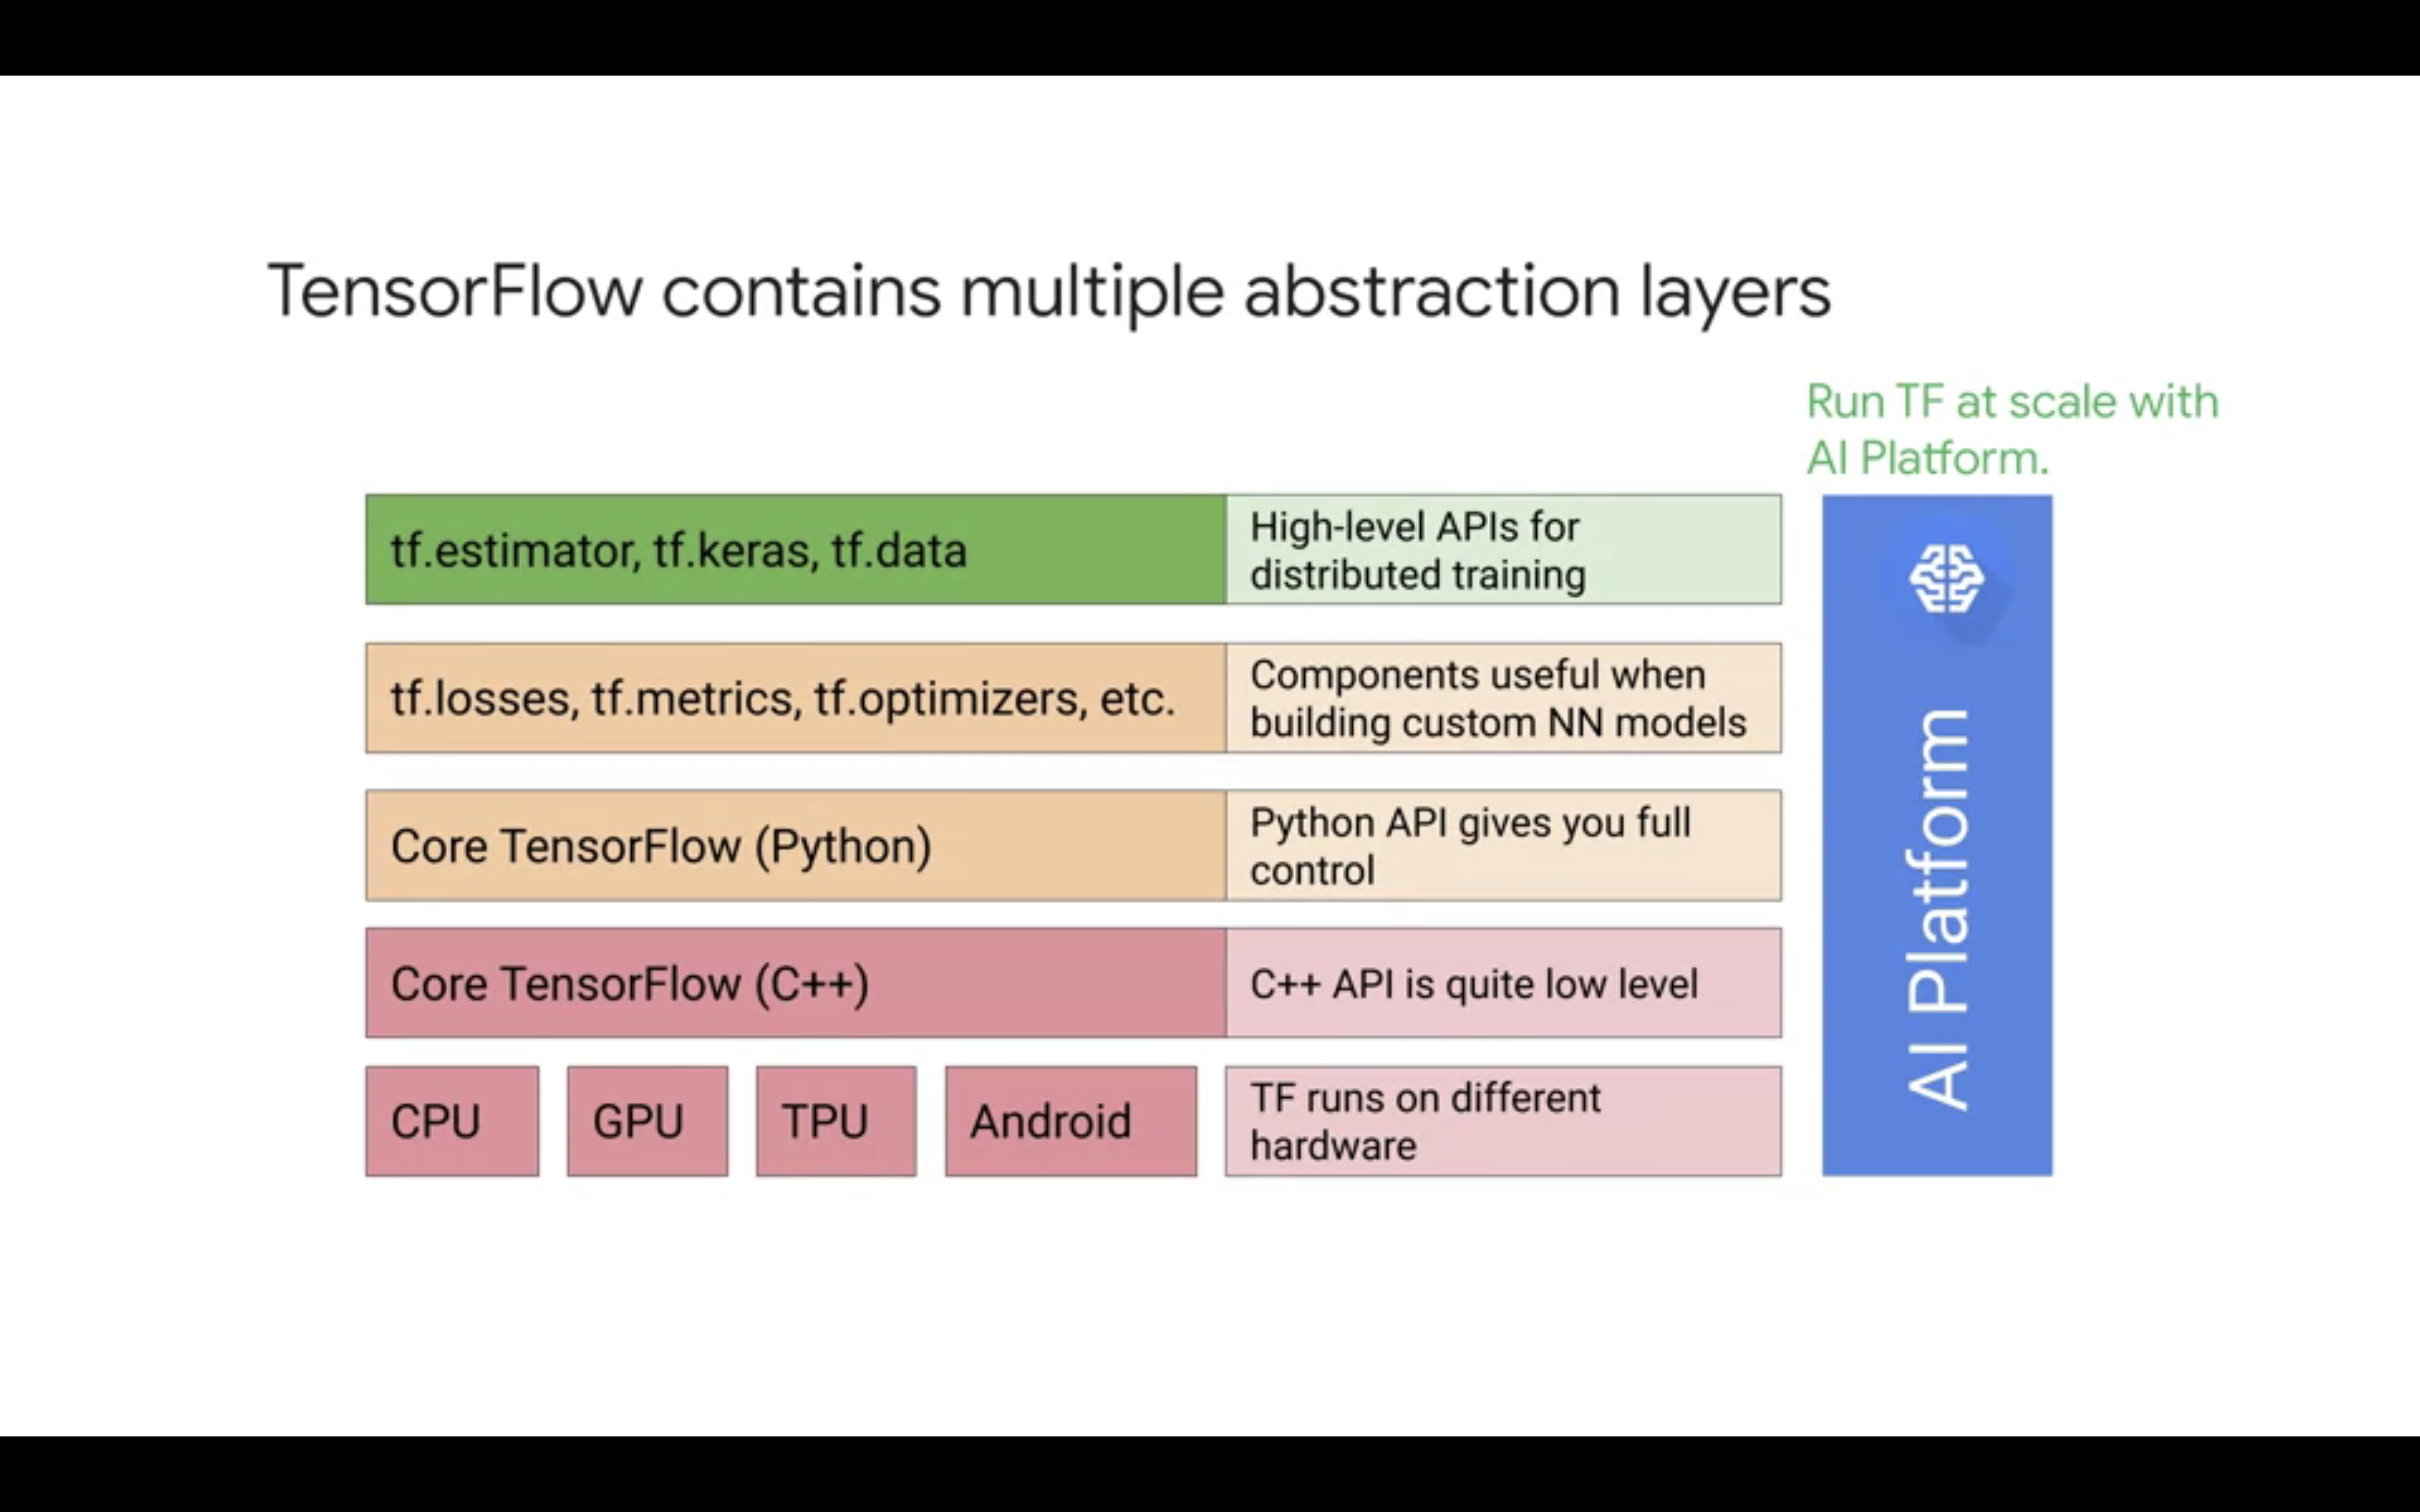 TensorFlow contains multiple abstraction layers
Run TF at scale with
AI Platform.
tf.estimator, tf.keras, tf.data
High-level APIs for
distributed training
tf.losses, tf.metrics, tf.optimizers, etc.
Components useful when
building custom NN models
Core TensorFlow (Python)
Python API gives you full
control
Core TensorFlow (C++)
C++ API is quite low level
CPU
GPU
TPU
Android
TF runs on different
hardware
AI Platform